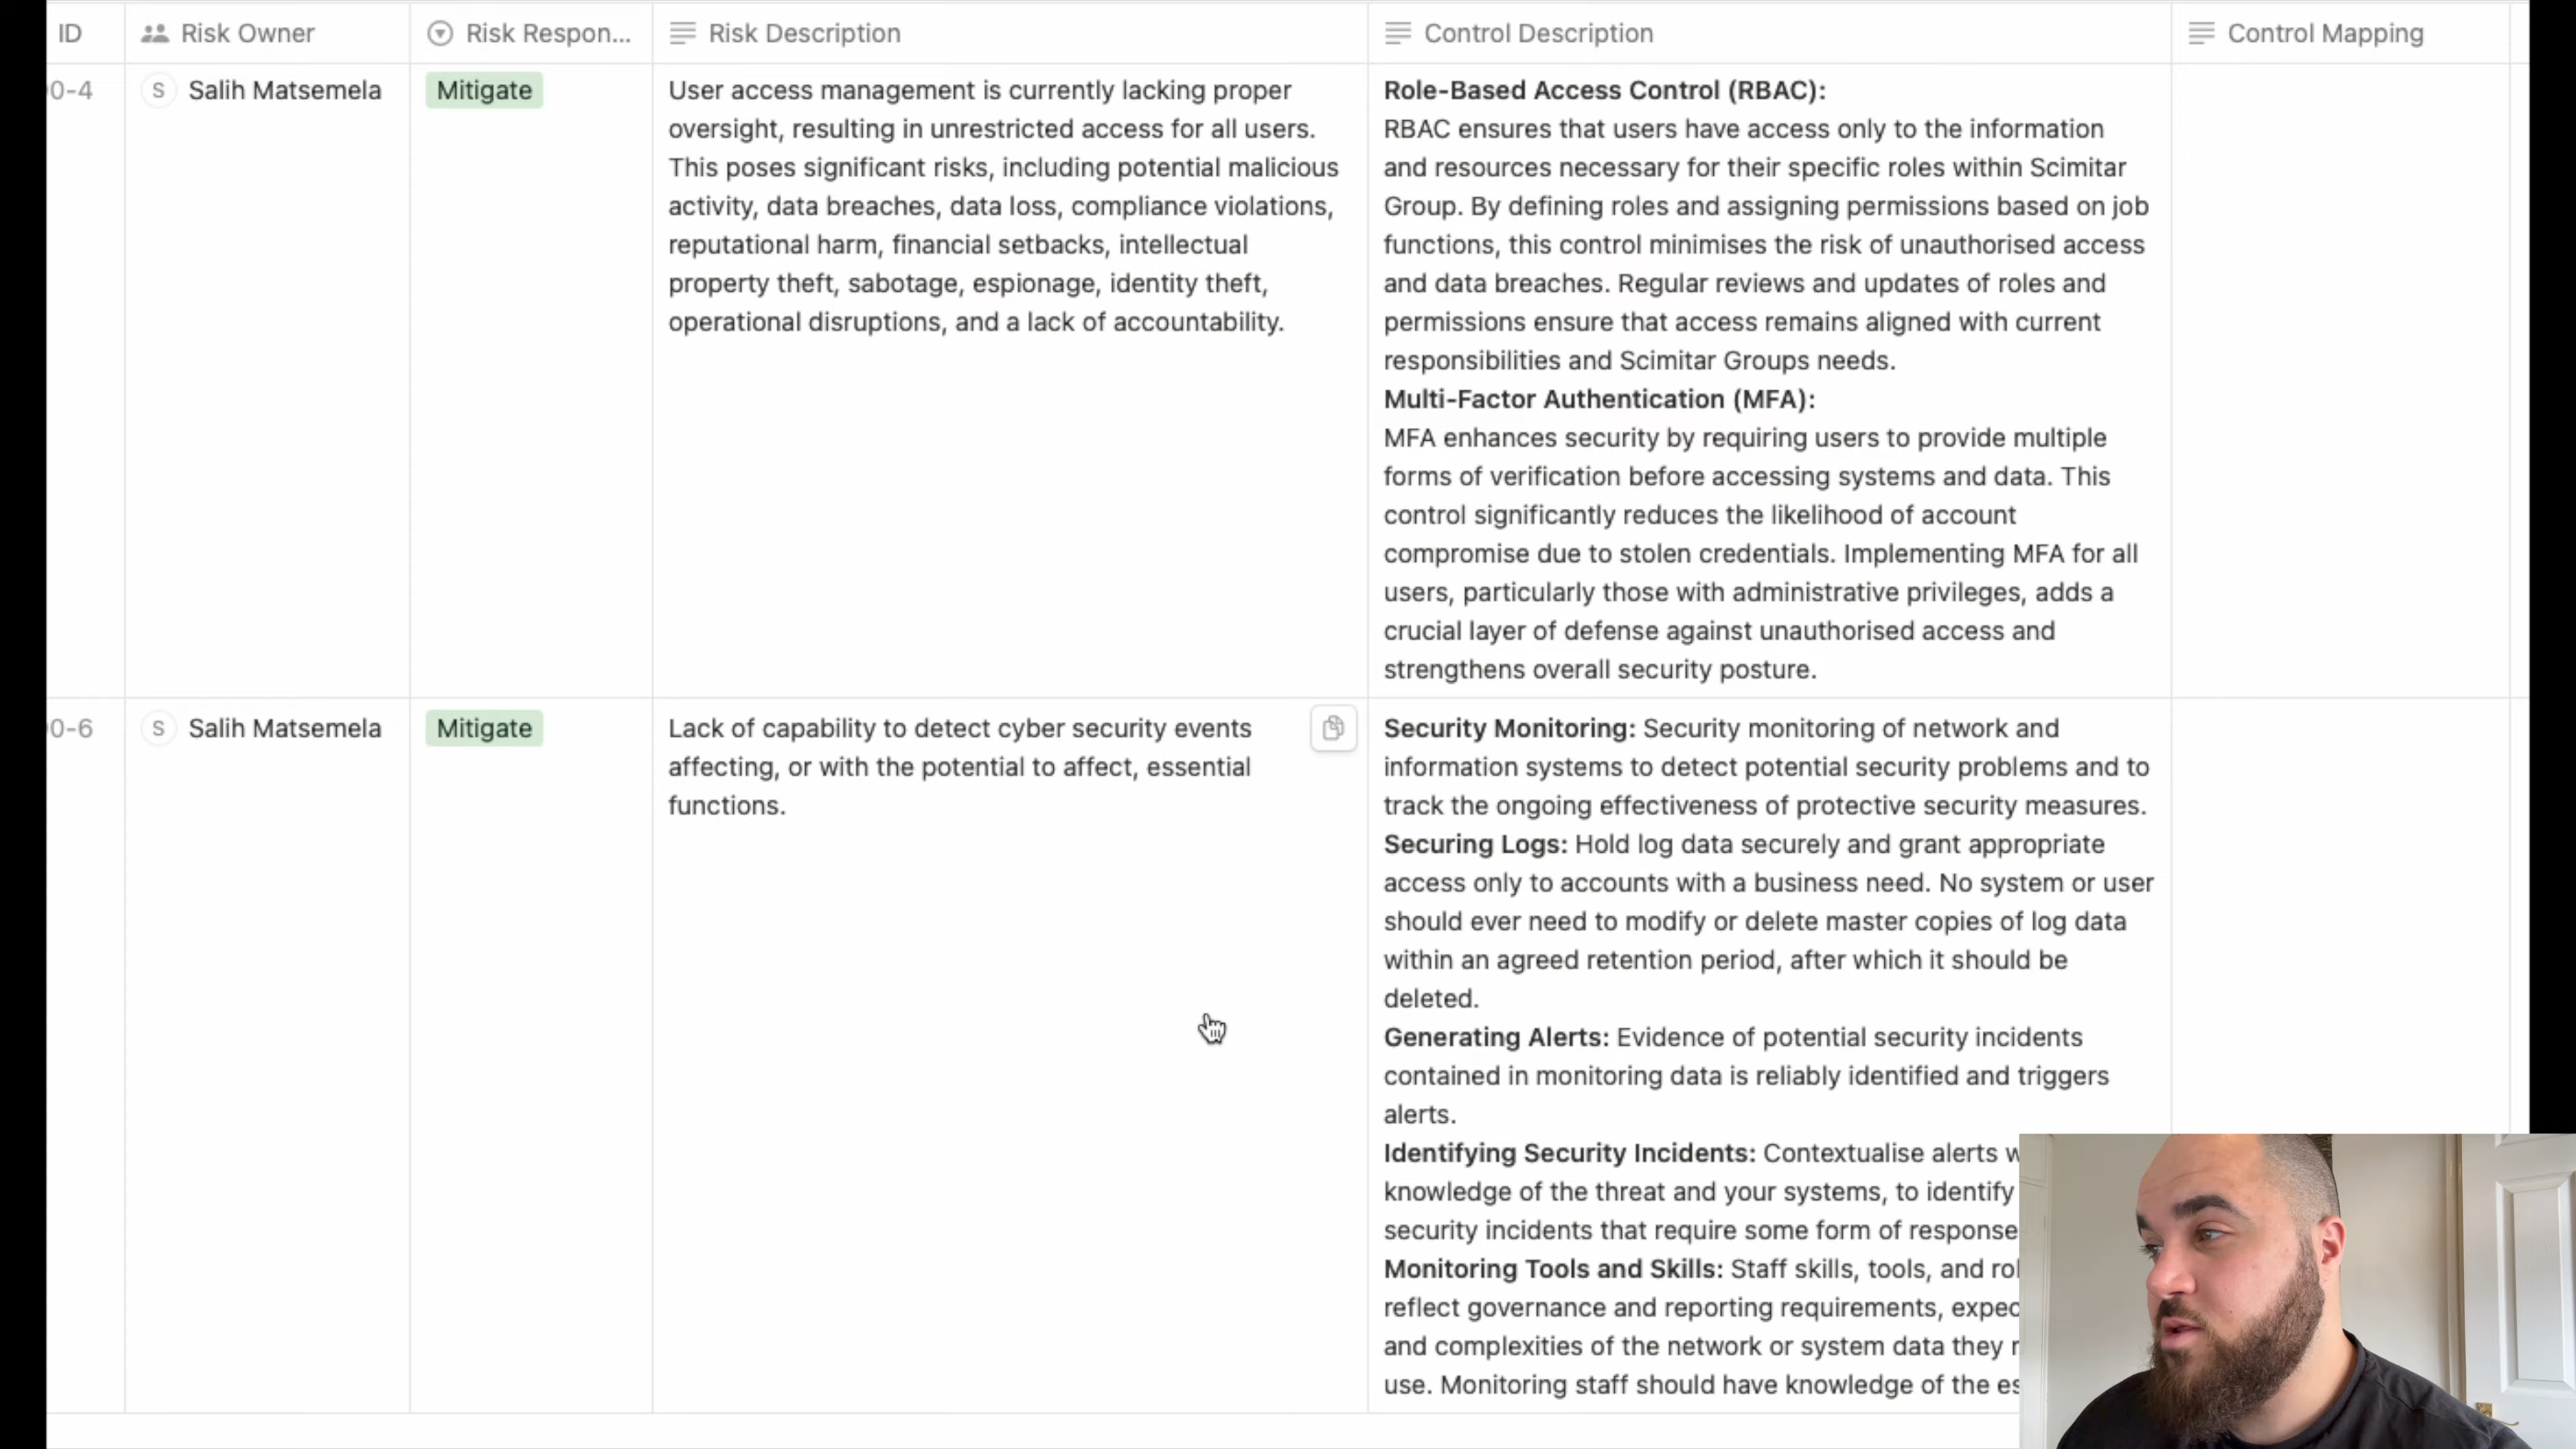 ID Risk Owner Risk Respon... Risk Description Control Description Control Mapping
0-4 S Salih Matsemela Mitigate
User access management is currently lacking proper
oversight, resulting in unrestricted access for all users.
This poses significant risks, including potential malicious
activity, data breaches, data loss, compliance violations,
reputational harm, financial setbacks, intellectual
property theft, sabotage, espionage, identity theft,
operational disruptions, and a lack of accountability.
Role-Based Access Control (RBAC):
RBAC ensures that users have access only to the information
and resources necessary for their specific roles within Scimitar
Group. By defining roles and assigning permissions based on job
functions, this control minimises the risk of unauthorised access
and data breaches. Regular reviews and updates of roles and
permissions ensure that access remains aligned with current
responsibilities and Scimitar Groups needs.
Multi-Factor Authentication (MFA):
MFA enhances security by requiring users to provide multiple
forms of verification before accessing systems and data. This
control significantly reduces the likelihood of account
compromise due to stolen credentials. Implementing MFA for all
users, particularly those with administrative privileges, adds a
crucial layer of defense against unauthorised access and
strengthens overall security posture.
0-6 S Salih Matsemela Mitigate
Lack of capability to detect cyber security events
affecting, or with the potential to affect, essential
functions.
Security Monitoring: Security monitoring of network and
information systems to detect potential security problems and to
track the ongoing effectiveness of protective security measures.
Securing Logs: Hold log data securely and grant appropriate
access only to accounts with a business need. No system or user
should ever need to modify or delete master copies of log data
within an agreed retention period, after which it should be
deleted.
Generating Alerts: Evidence of potential security incidents
contained in monitoring data is reliably identified and triggers
alerts.
Identifying Security Incidents: Contextualise alerts
knowledge of the threat and your systems, to identify
security incidents that require some form of response
Monitoring Tools and Skills: Staff skills, tools, and
reflect governance and reporting requirements,
and complexities of the network or system data they
use. Monitoring staff should have knowledge of the